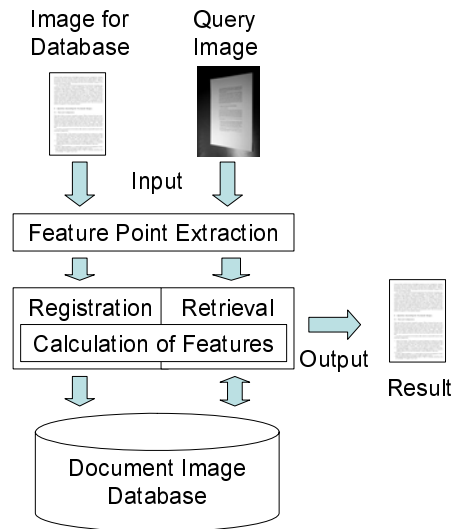 Image for
Database
Query
Image
Input
Feature Point Extraction
Registration
Retrieval
Calculation of Features
Output
Result
Document Image
Database